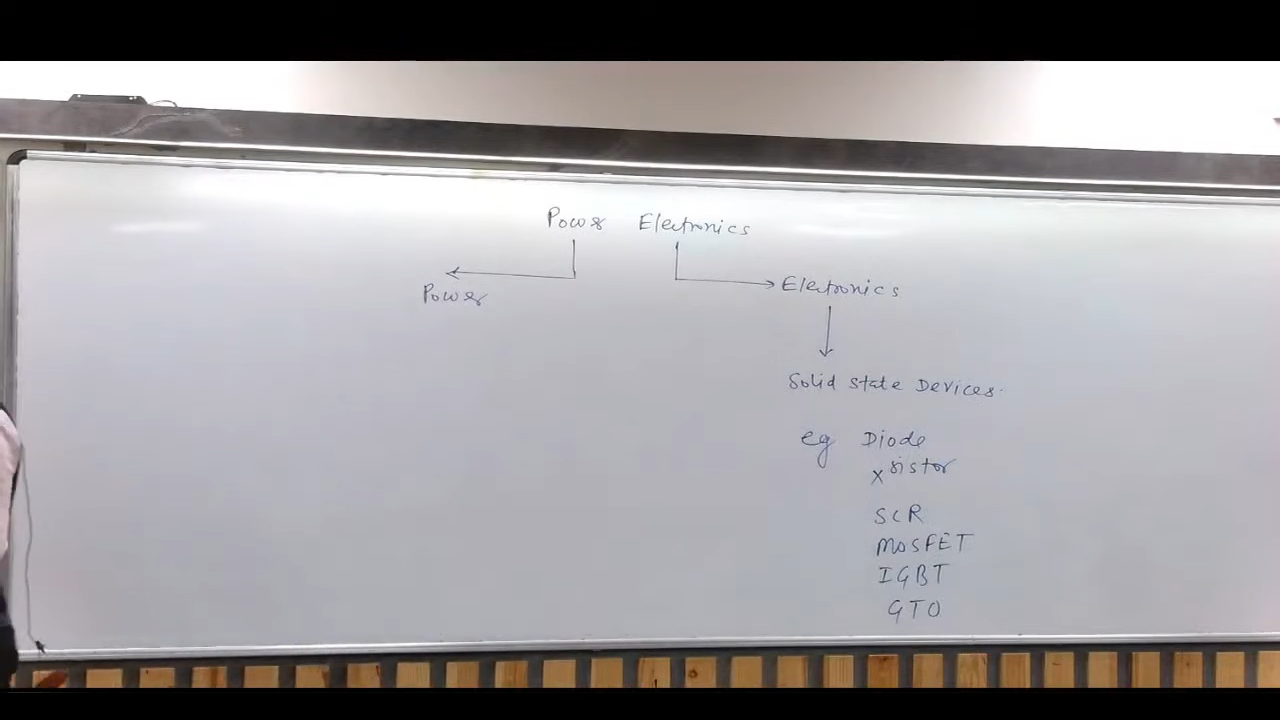 Power Electronics
Power
Electronics
Solid state Devices.
eg Diode
xsistor
SCR
MOSFET
IGBT
GTO